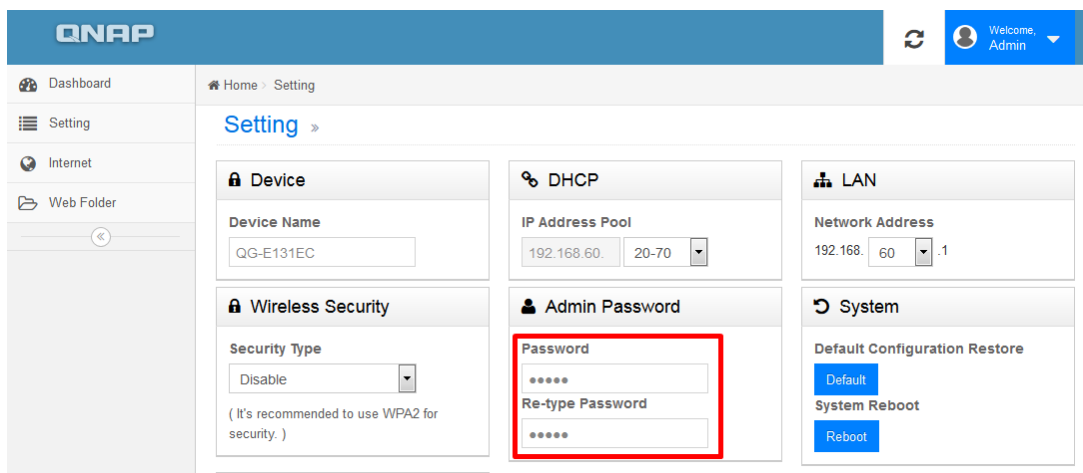 QNAP
Welcome,
Admin
Dashboard
Setting
Internet
Web Folder
Home > Setting
Setting »
Device
Device Name
QG-E131EC
DHCP
IP Address Pool
192.168.60. 20-70
LAN
Network Address
192.168. 60 .1
Wireless Security
Security Type
Disable
( It's recommended to use WPA2 for
security. )
Admin Password
Password
●●●●●
Re-type Password
●●●●●
System
Default Configuration Restore
Default
System Reboot
Reboot